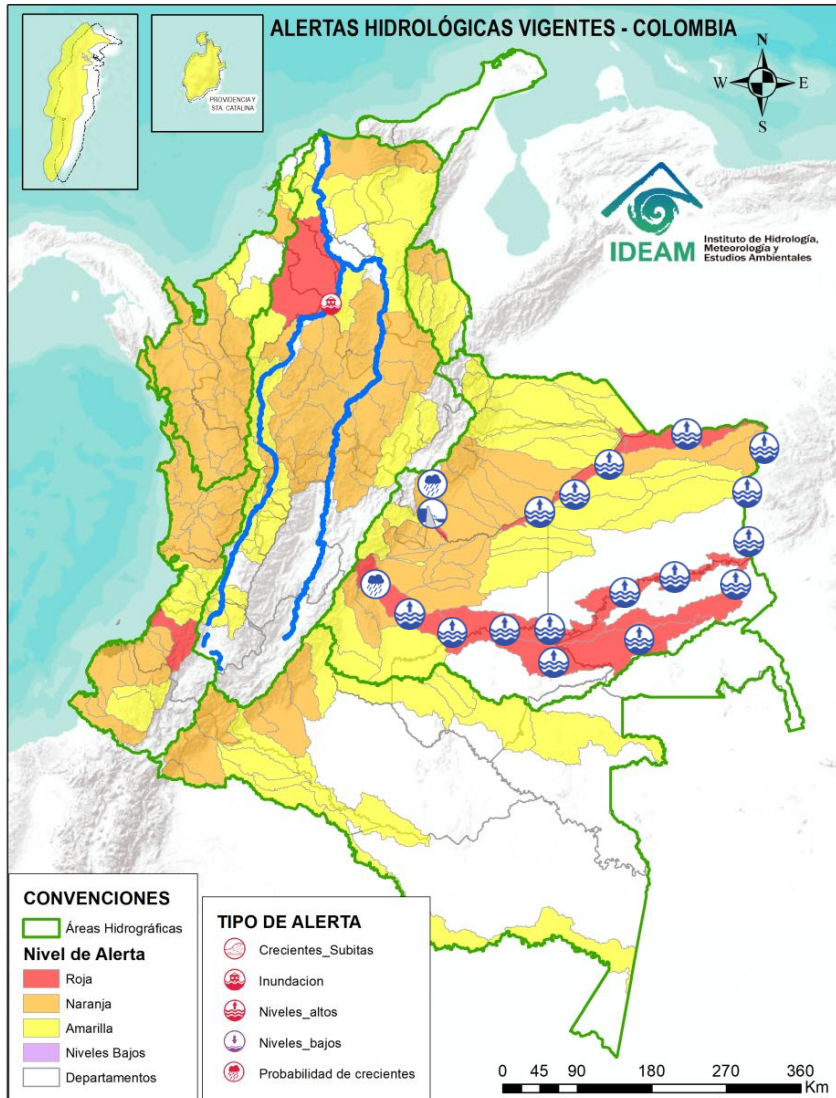 ALERTAS HIDROLÓGICAS VIGENTES - COLOMBIA
PROVIDENCIA Y
STA. CATALINA
N
W
E
S
IDEAM
Instituto de Hidrología,
Meteorología y
Estudios Ambientales
CONVENCIONES
Áreas Hidrográficas
Nivel de Alerta
Roja
Naranja
Amarilla
Niveles Bajos
Departamentos
TIPO DE ALERTA
Crecientes_Subitas
Inundacion
Niveles_altos
Niveles_bajos
Probabilidad de crecientes
0 45 90 180 270 360
Km